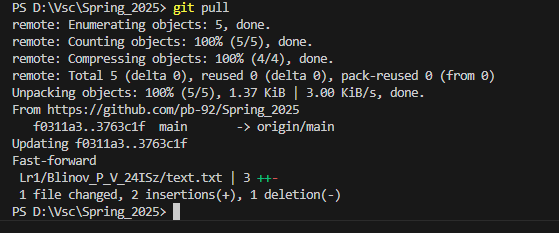 PS D:\Vsc\Spring_2025> git pull
remote: Enumerating objects: 5, done.
remote: Counting objects: 100% (5/5), done.
remote: Compressing objects: 100% (4/4), done.
remote: Total 5 (delta 0), reused 0 (delta 0), pack-reused 0 (from 0)
Unpacking objects: 100% (5/5), 1.37 KiB | 3.00 KiB/s, done.
From https://github.com/pb-92/Spring_2025
   f0311a3..3763c1f  main       -> origin/main
Updating f0311a3..3763c1f
Fast-forward
 Lr1/Blinov_P_V_24ISz/text.txt | 3 ++-
 1 file changed, 2 insertions(+), 1 deletion(-)
PS D:\Vsc\Spring_2025>